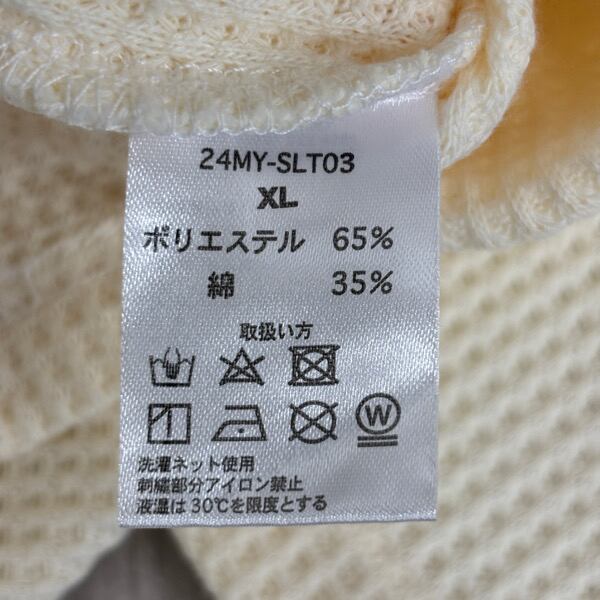 24MY-SLT03
XL
ポリエステル 65%
綿 35%
取扱い方
W
洗濯ネット使用
刺繍部分アイロン禁止
液温は30℃を限度とする